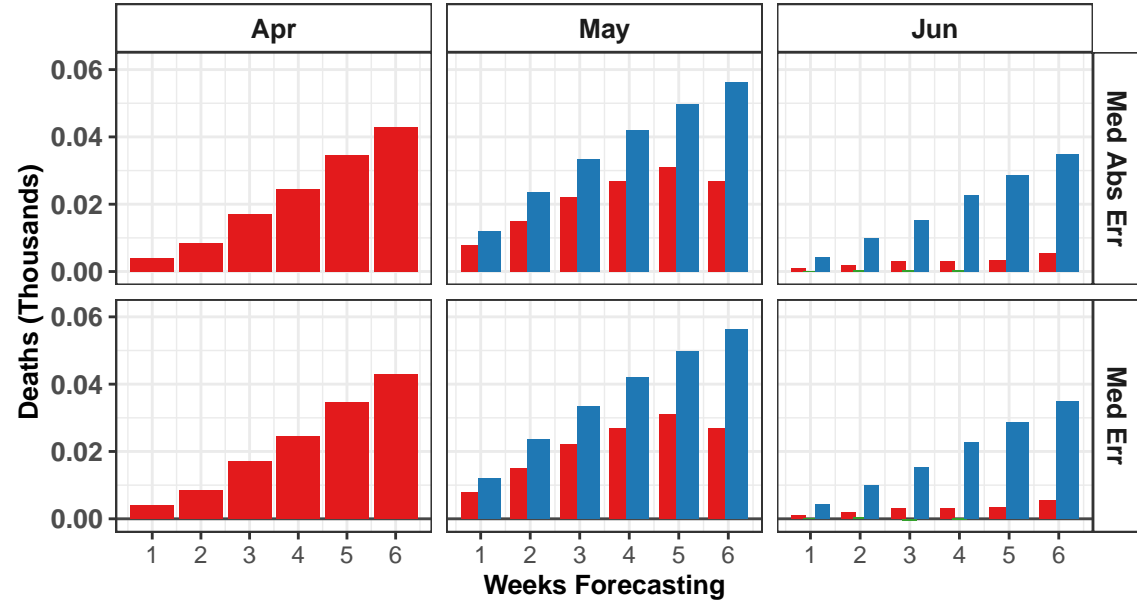 Apr May Jun
0.06
0.04
0.02
0.00
Med Abs Err
0.06
0.04
0.02
0.00
Med Err
Deaths (Thousands)
1 2 3 4 5 6 1 2 3 4 5 6 1 2 3 4 5 6
Weeks Forecasting